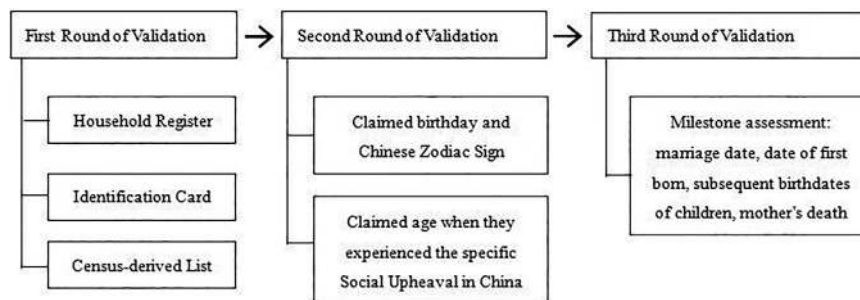 First Round of Validation
Household Register
Identification Card
Census-derived List
Second Round of Validation
Claimed birthday and
Chinese Zodiac Sign
Claimed age when they
experienced the specific
Social Upheaval in China
Third Round of Validation
Milestone assessment:
marriage date, date of first
born, subsequent birthdates
of children, mother's death